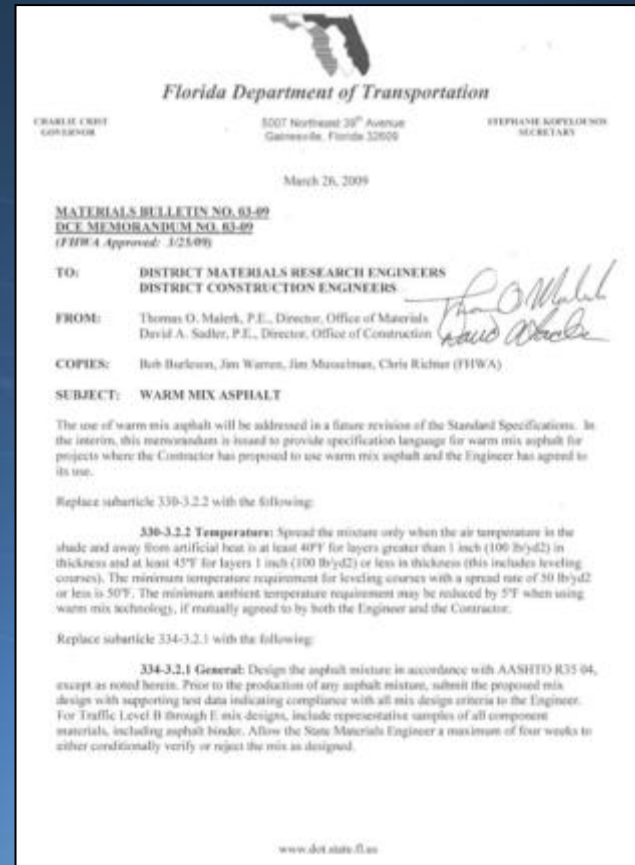 Florida Department of Transportation
CHARLIE CRIST
GOVERNOR
5007 Northeast 39th Avenue
Gainesville, Florida 32609
STEPHANIE KOPELOUSOS
SECRETARY
March 26, 2009
MATERIALS BULLETIN NO. 03-09
DCE MEMORANDUM NO. 03-09
(FHWA Approved: 3/25/09)
TO: DISTRICT MATERIALS RESEARCH ENGINEERS
DISTRICT CONSTRUCTION ENGINEERS
FROM: Thomas O. Malerk, P.E., Director, Office of Materials
David A. Sadler, P.E., Director, Office of Construction
COPIES: Bob Burleson, Jim Warren, Jim Musselman, Chris Richter (FHWA)
SUBJECT: WARM MIX ASPHALT
The use of warm mix asphalt will be addressed in a future revision of the Standard Specifications. In
the interim, this memorandum is issued to provide specification language for warm mix asphalt for
projects where the Contractor has proposed to use warm mix asphalt and the Engineer has agreed to
its use.
Replace subarticle 330-3.2.2 with the following:
330-3.2.2 Temperature: Spread the mixture only when the air temperature in the
shade and away from artificial heat is at least 40°F for layers greater than 1 inch (100 lb/yd2) in
thickness and at least 45°F for layers 1 inch (100 lb/yd2) or less in thickness (this includes leveling
courses). The minimum temperature requirement for leveling courses with a spread rate of 50 lb/yd2
or less is 50°F. The minimum ambient temperature requirement may be reduced by 5°F when using
warm mix technology, if mutually agreed to by both the Engineer and the Contractor.
Replace subarticle 334-3.2.1 with the following:
334-3.2.1 General: Design the asphalt mixture in accordance with AASHTO R35 04,
except as noted herein. Prior to the production of any asphalt mixture, submit the proposed mix
design with supporting test data indicating compliance with all mix design criteria to the Engineer.
For Traffic Level B through E mix designs, include representative samples of all component
materials, including asphalt binder. Allow the State Materials Engineer a maximum of four weeks to
either conditionally verify or reject the mix as designed.
www.dot.state.fl.us